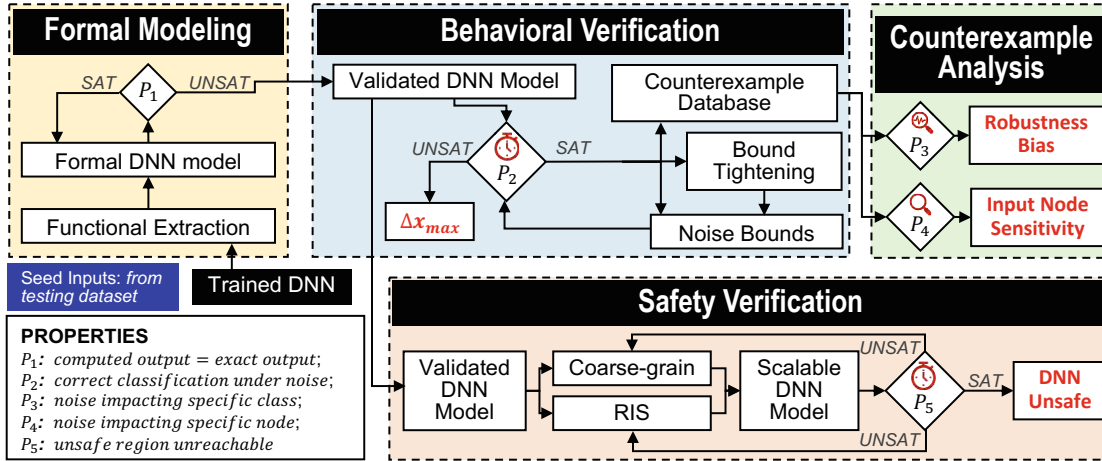 Formal Modeling
SAT
UNSAT
P₁
Formal DNN model
Functional Extraction
Seed Inputs: from
testing dataset
Trained DNN
Behavioral Verification
Validated DNN Model
Counterexample
Database
UNSAT
SAT
P₂
Bound
Tightening
Δx_max
Noise Bounds
Counterexample
Analysis
P₃
Robustness
Bias
P₄
Input Node
Sensitivity
PROPERTIES
P₁: computed output = exact output;
P₂: correct classification under noise;
P₃: noise impacting specific class;
P₄: noise impacting specific node;
P₅: unsafe region unreachable
Safety Verification
Validated
DNN
Model
Coarse-grain
RIS
Scalable
DNN
Model
UNSAT
P₅
SAT
UNSAT
DNN
Unsafe